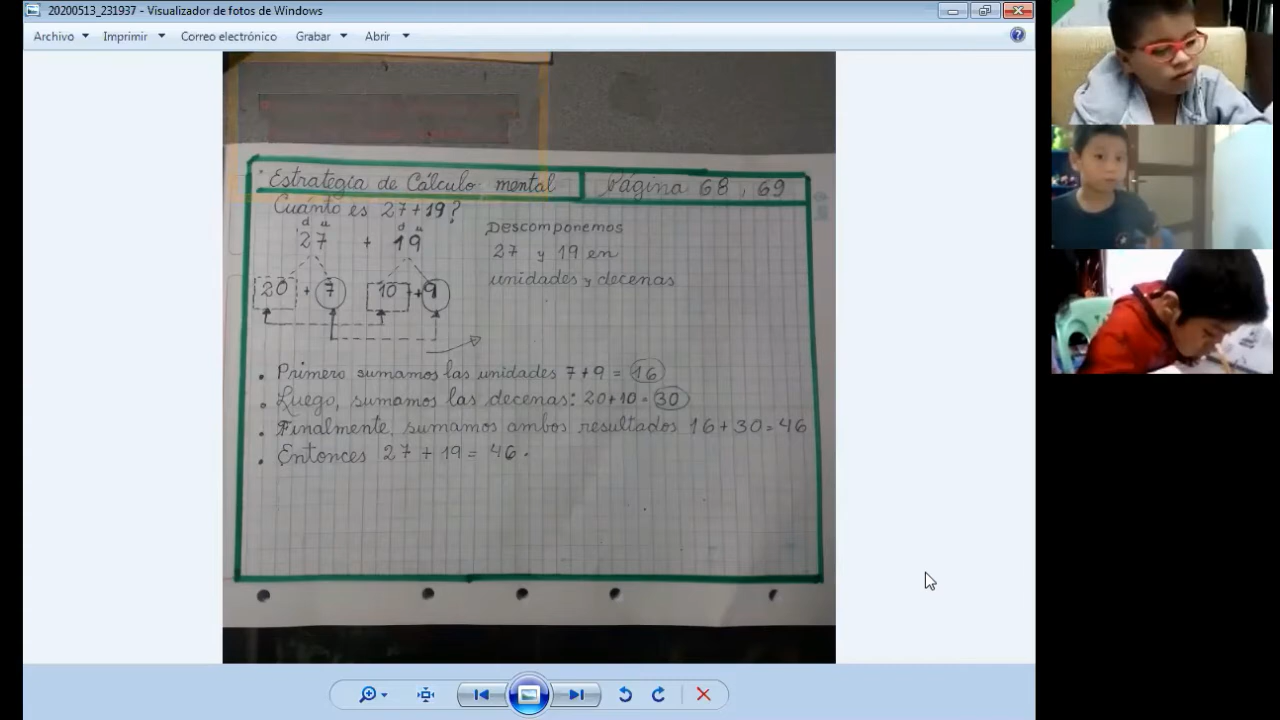 20200513_231937 - Visualizador de fotos de Windows
Archivo Imprimir Correo electrónico Grabar Abrir
Estrategia de Cálculo mental Página 68, 69
Cuánto es 27+19?
d u d u
27 + 19
20 + 7 10 + 9
Descomponemos
27 y 19 en
unidades y decenas
• Primero sumamos las unidades 7+9 = 16
• Luego, sumamos las decenas: 20+10=30
• Finalmente, sumamos ambos resultados 16+30=46
• Entonces 27 + 19 = 46.